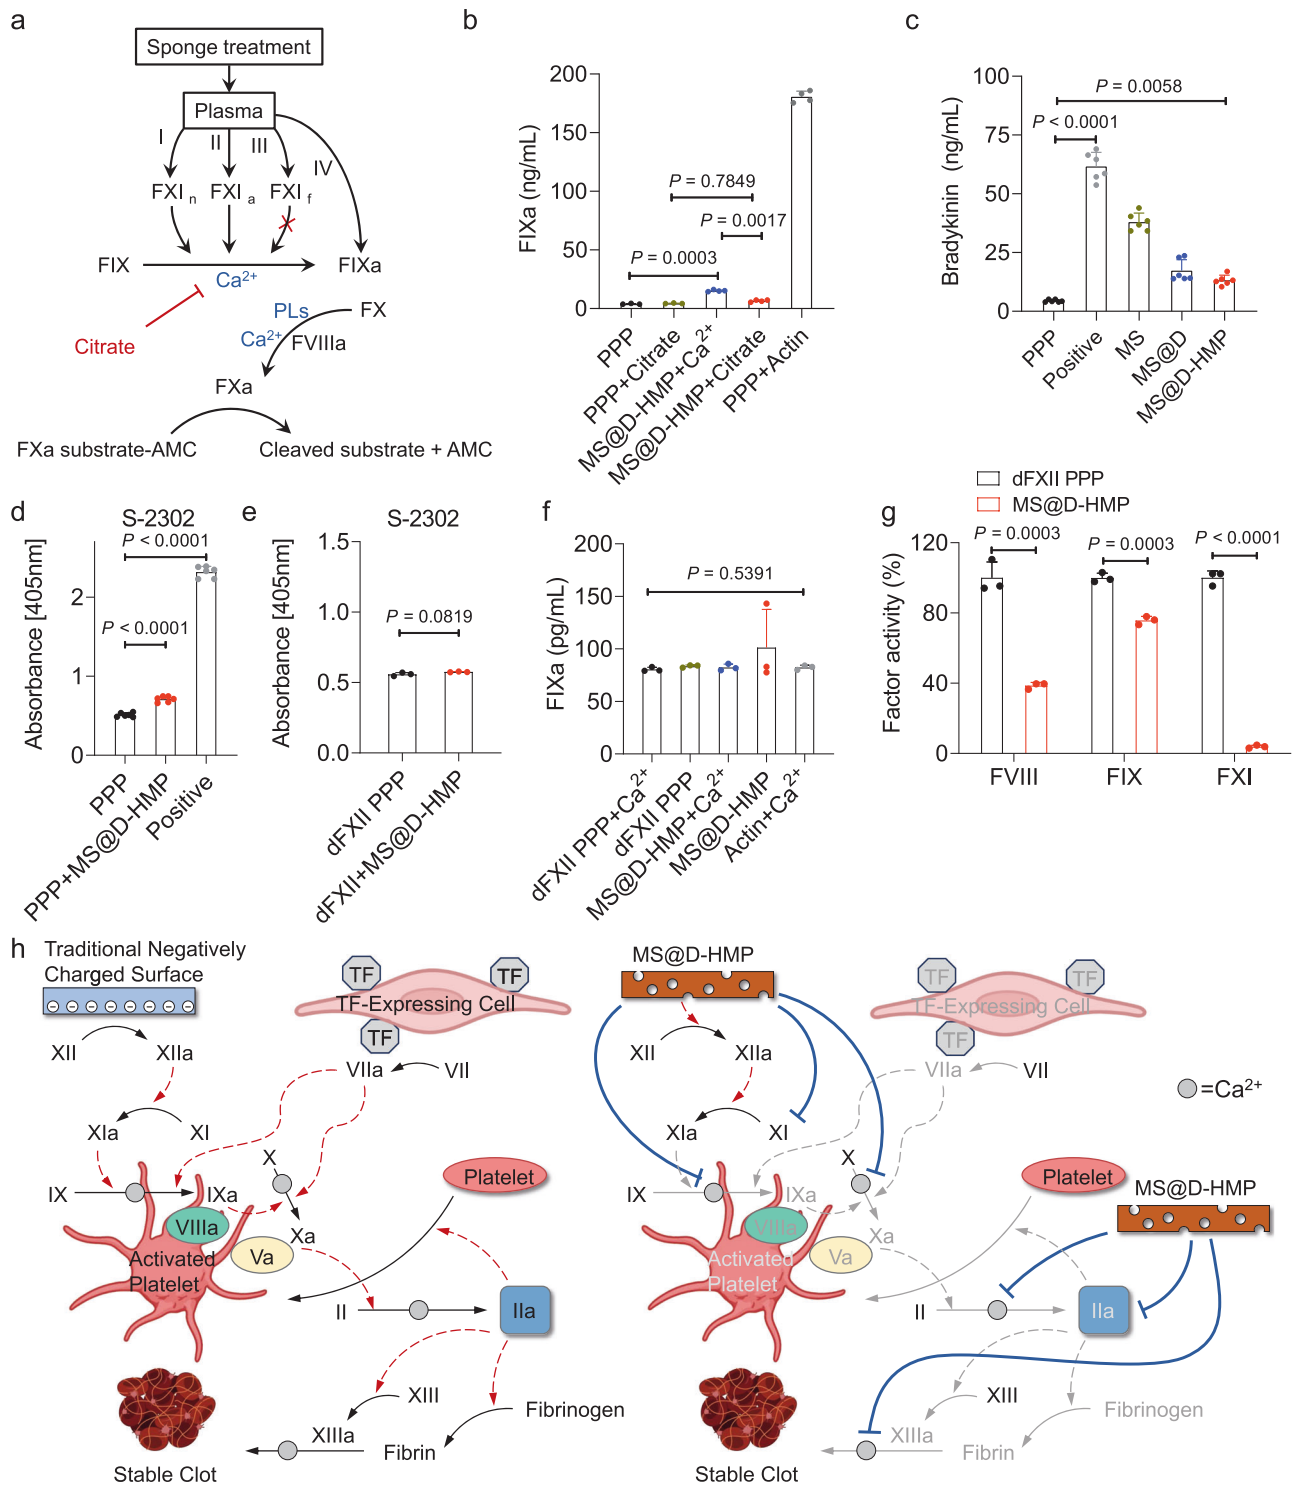 a
Sponge treatment
Plasma
I
II
III
IV
FXI n
FXI a
FXI f
FIX
Ca2+
FIXa
Citrate
PLs
Ca2+
FVIIIa
FX
FXa
FXa substrate-AMC
Cleaved substrate + AMC
b
FIXa (ng/mL)
200
150
100
50
0
P = 0.7849
P = 0.0017
P = 0.0003
PPP
PPP+Citrate
MS@D-HMP+Ca2+
MS@D-HMP+Citrate
PPP+Actin
c
Bradykinin (ng/mL)
100
75
50
25
0
P = 0.0058
P < 0.0001
PPP
Positive
MS
MS@D
MS@D-HMP
d
S-2302
Absorbance [405nm]
2
1
0
P < 0.0001
P < 0.0001
PPP
PPP+MS@D-HMP
Positive
e
S-2302
Absorbance [405nm]
1.5
1.0
0.5
0.0
P = 0.0819
dFXII PPP
dFXII+MS@D-HMP
f
FIXa (pg/mL)
200
150
100
50
0
P = 0.5391
dFXII PPP+Ca2+
dFXII PPP
MS@D-HMP+Ca2+
MS@D-HMP
Actin+Ca2+
g
dFXII PPP
MS@D-HMP
Factor activity (%)
120
80
40
0
P = 0.0003
P = 0.0003
P < 0.0001
FVIII
FIX
FXI
h
Traditional Negatively
Charged Surface
TF
TF
TF-Expressing Cell
TF
XII
XIIa
VIIa
VII
XIa
XI
X
IX
IXa
VIIIa
Xa
Va
Activated
Platelet
Platelet
II
IIa
XIII
XIIIa
Fibrinogen
Fibrin
Stable Clot
MS@D-HMP
TF
TF
TF-Expressing Cell
TF
XII
XIIa
VIIa
VII
=Ca2+
XIa
XI
X
IX
IXa
VIIIa
Xa
Va
Activated
Platelet
Platelet
MS@D-HMP
II
IIa
XIII
XIIIa
Fibrinogen
Fibrin
Stable Clot